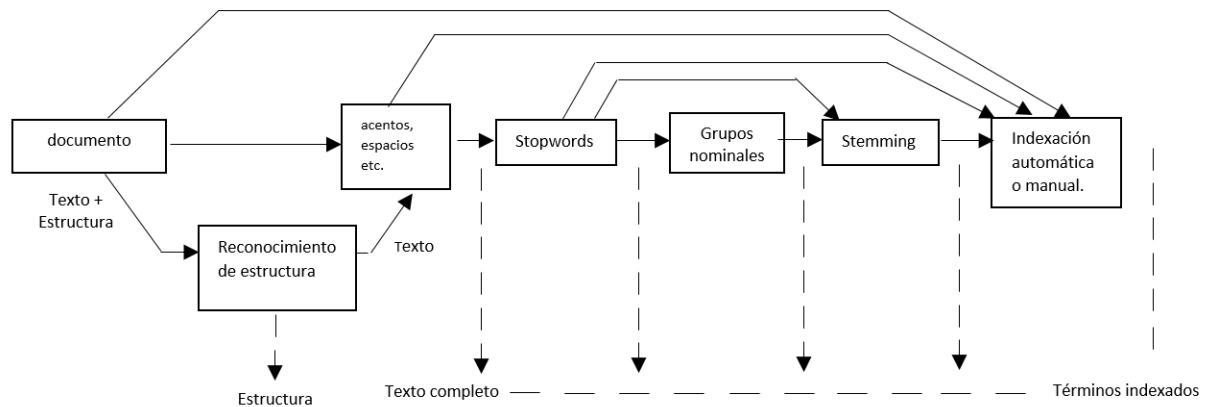 documento
acentos,
espacios
etc.
Stopwords
Grupos
nominales
Stemming
Indexación
automática
o manual.
Texto +
Estructura
Reconocimiento
de estructura
Texto
Estructura
Texto completo
Términos indexados